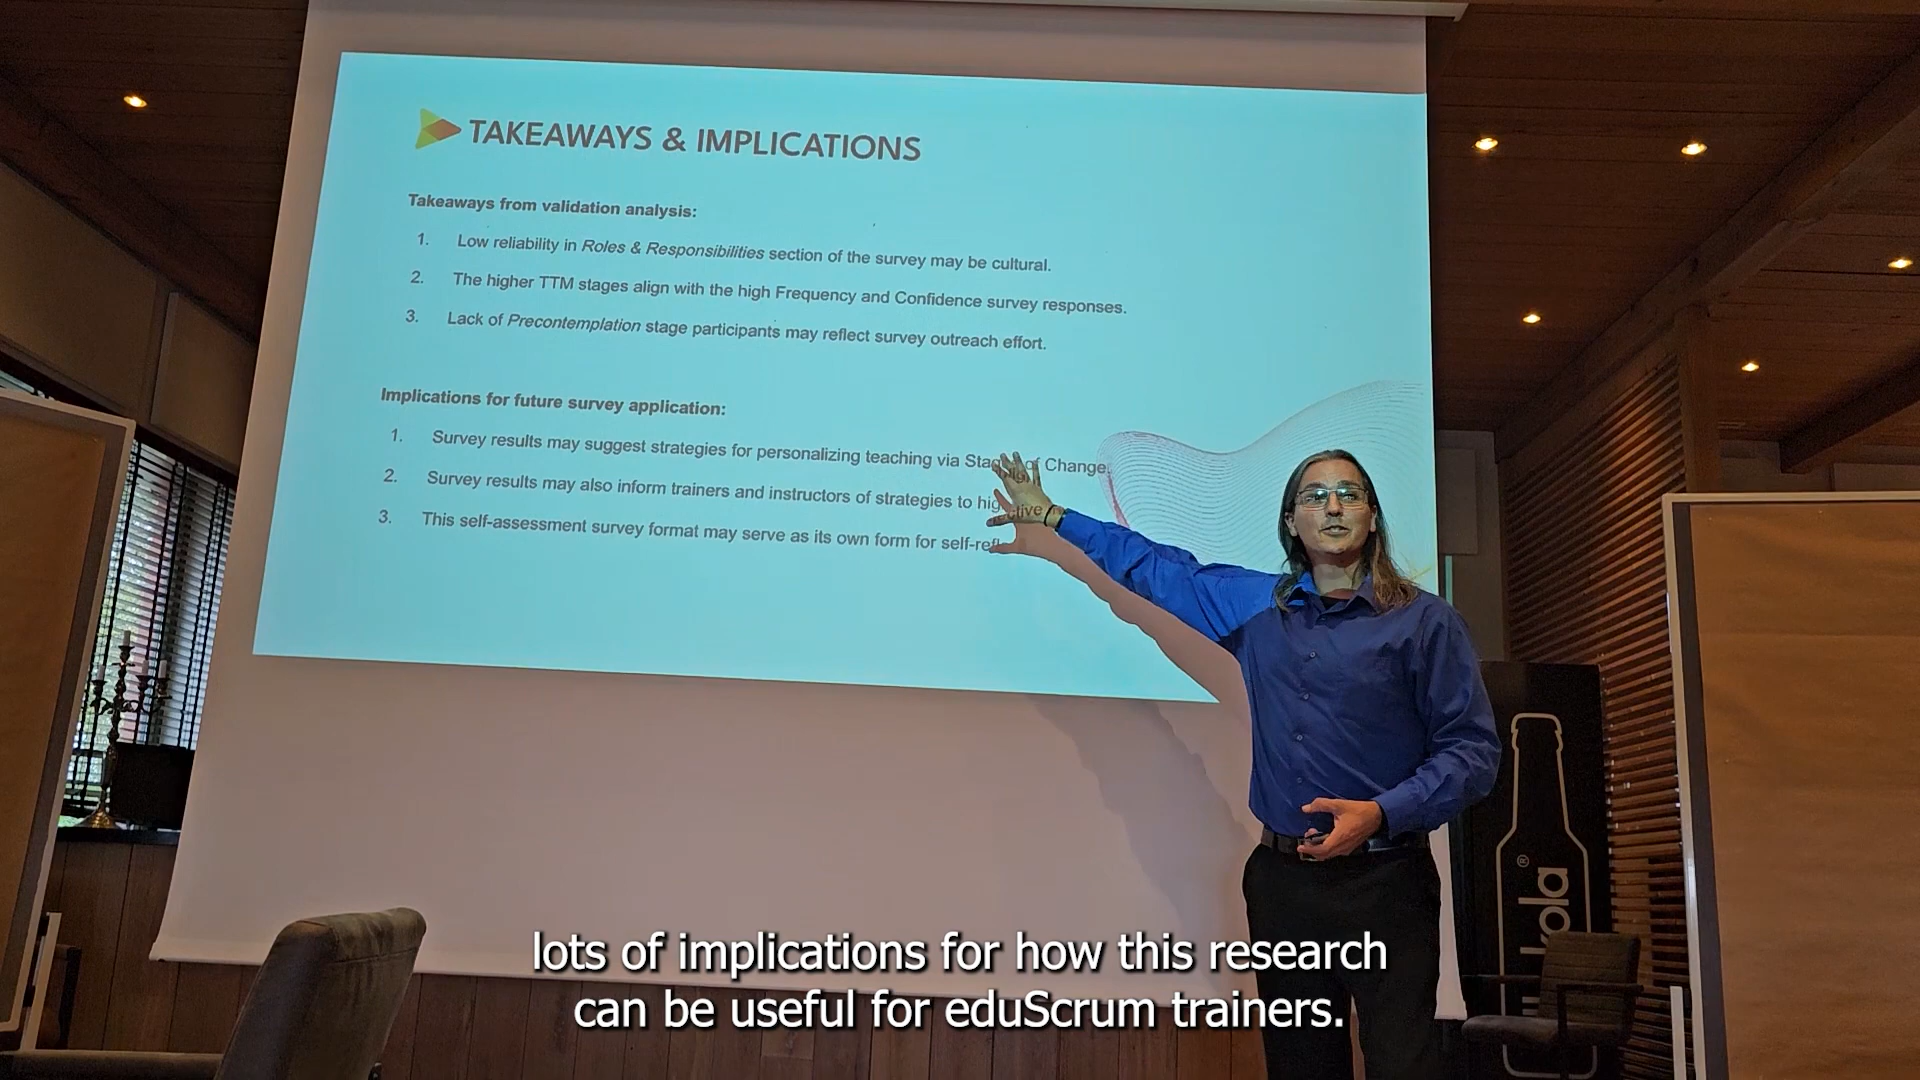 TAKEAWAYS & IMPLICATIONS
Takeaways from validation analysis:
1. Low reliability in Roles & Responsibilities section of the survey may be cultural.
2. The higher TTM stages align with the high Frequency and Confidence survey responses.
3. Lack of Precontemplation stage participants may reflect survey outreach effort.
Implications for future survey application:
1. Survey results may suggest strategies for personalizing teaching via Stages of Change.
2. Survey results may also inform trainers and instructors of strategies to
3. This self-assessment survey format may serve as its own form for
kola®
lots of implications for how this research
can be useful for eduScrum trainers.